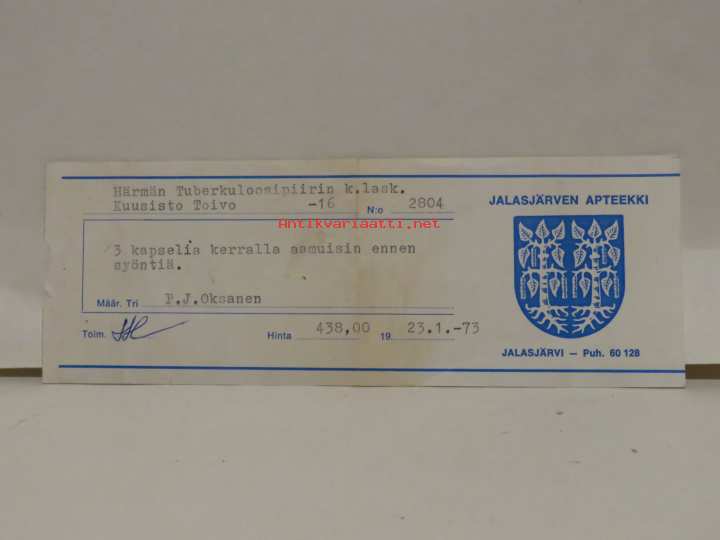 Härmän Tuberkuloosipiirin k.lask.
Kuusisto Toivo -16 N:o 2804
Antikvariaatti.net
3 kapselia kerralla aamuisin ennen
syöntiä.
Määr. Tri P.J.Oksanen
Toim.
Hinta 438,00 19 23.1.-73
JALASJÄRVEN APTEEKKI
JALASJÄRVI – Puh. 60 128